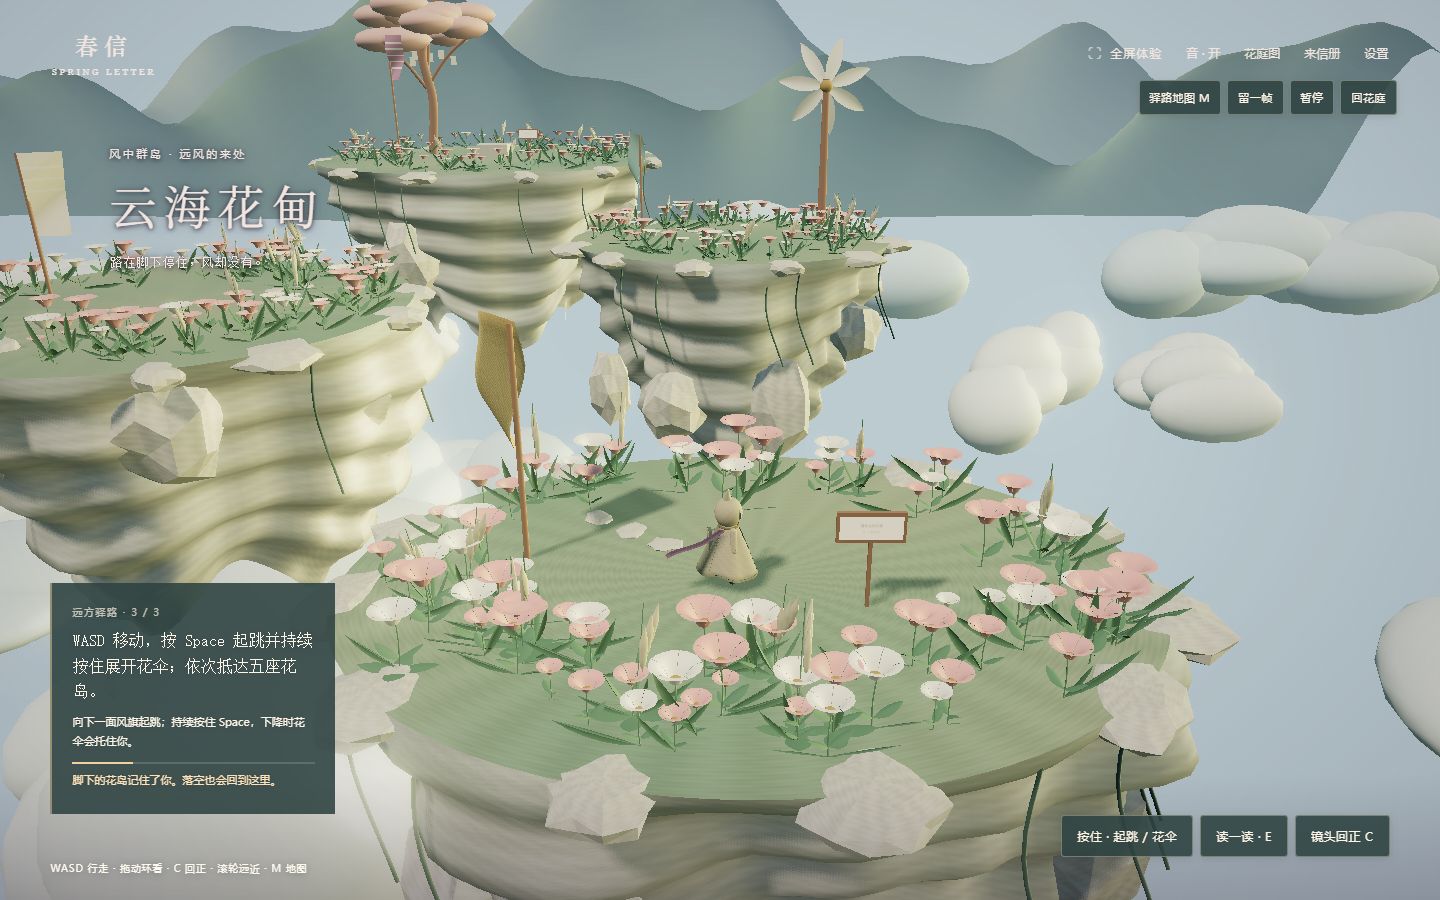 春信
SPRING LETTER
全屏体验 音·开 花庭图 来信册 设置
驿路地图 M 留一帧 暂停 回花庭
风中群岛 · 远风的来处
云海花甸
路在脚下停住，风却没有。
远方驿路 · 3 / 3
WASD 移动，按 Space 起跳并持续
按住展开花伞；依次抵达五座花
岛。
向下一面风旗起跳；持续按住 Space，下降时花
伞会托住你。
脚下的花岛记住了你。落空也会回到这里。
按住 · 起跳 / 花伞 读一读 · E 镜头回正 C
WASD 行走 · 拖动环看 · C 回正 · 滚轮远近 · M 地图